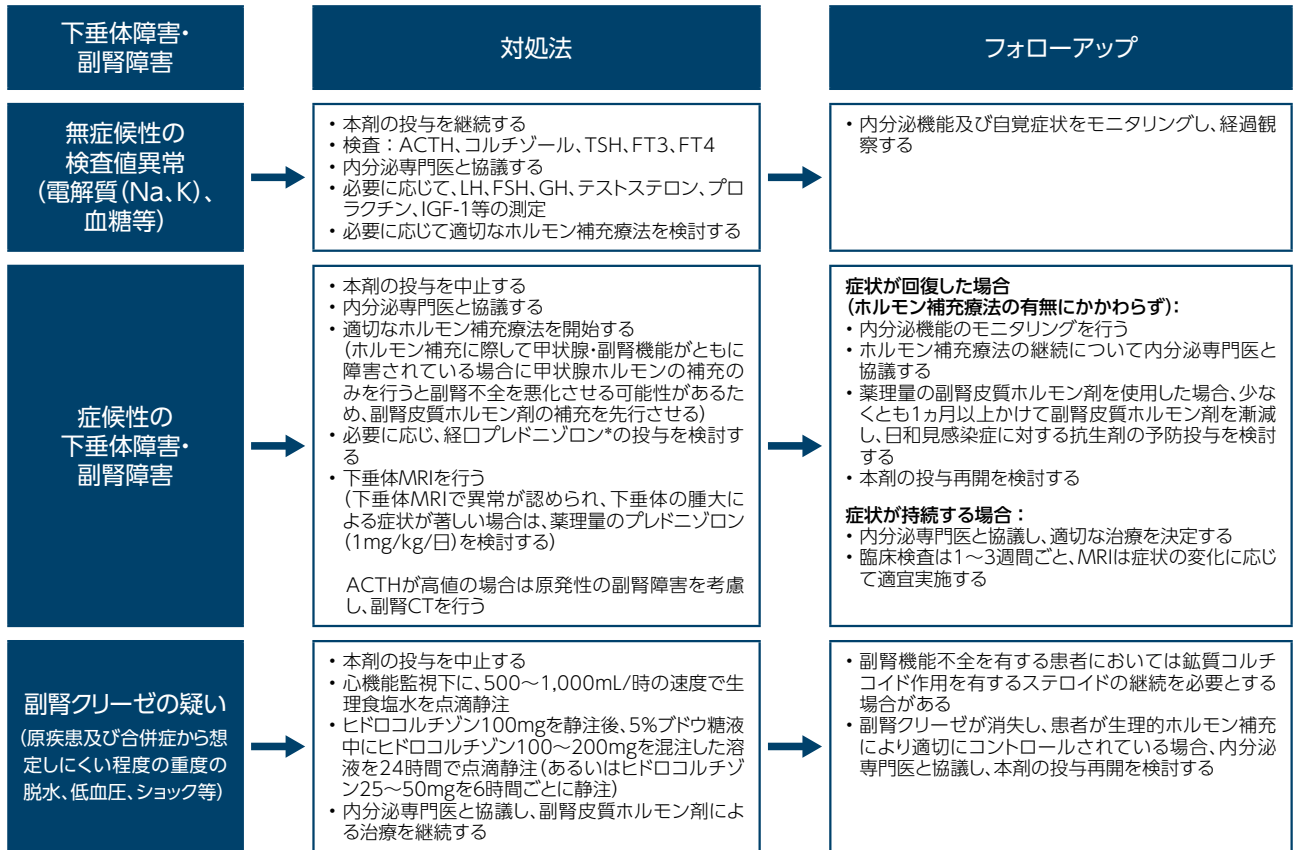 下垂体障害・
副腎障害
対処法
フォローアップ
無症候性の
検査値異常
(電解質(Na、K)、
血糖等)
・本剤の投与を継続する
・検査：ACTH、コルチゾール、TSH、FT3、FT4
・内分泌専門医と協議する
・必要に応じて、LH、FSH、GH、テストステロン、プロ
ラクチン、IGF-1等の測定
・必要に応じて適切なホルモン補充療法を検討する
・内分泌機能及び自覚症状をモニタリングし、経過観
察する
症候性の
下垂体障害・
副腎障害
・本剤の投与を中止する
・内分泌専門医と協議する
・適切なホルモン補充療法を開始する
(ホルモン補充に際して甲状腺・副腎機能がともに
障害されている場合に甲状腺ホルモンの補充の
みを行うと副腎不全を悪化させる可能性があるた
め、副腎皮質ホルモン剤の補充を先行させる)
・必要に応じ、経口プレドニゾロン*の投与を検討す
る
・下垂体MRIを行う
(下垂体MRIで異常が認められ、下垂体の腫大に
よる症状が著しい場合は、薬理量のプレドニゾロン
(1mg/kg/日)を検討する)
ACTHが高値の場合は原発性の副腎障害を考慮
し、副腎CTを行う
症状が回復した場合
(ホルモン補充療法の有無にかかわらず)：
・内分泌機能のモニタリングを行う
・ホルモン補充療法の継続について内分泌専門医と
協議する
・薬理量の副腎皮質ホルモン剤を使用した場合、少な
くとも1ヵ月以上かけて副腎皮質ホルモン剤を漸減
し、日和見感染症に対する抗生剤の予防投与を検討
する
・本剤の投与再開を検討する
症状が持続する場合：
・内分泌専門医と協議し、適切な治療を決定する
・臨床検査は1～3週間ごと、MRIは症状の変化に応じ
て適宜実施する
副腎クリーゼの疑い
(原疾患及び合併症から想
定しにくい程度の重度の
脱水、低血圧、ショック等)
・本剤の投与を中止する
・心機能監視下に、500～1,000mL/時の速度で生
理食塩水を点滴静注
・ヒドロコルチゾン100mgを静注後、5%ブドウ糖液
中にヒドロコルチゾン100～200mgを混注した溶
液を24時間で点滴静注(あるいはヒドロコルチゾ
ン25～50mgを6時間ごとに静注)
・内分泌専門医と協議し、副腎皮質ホルモン剤によ
る治療を継続する
・副腎機能不全を有する患者においては鉱質コルチ
コイド作用を有するステロイドの継続を必要とする
場合がある
・副腎クリーゼが消失し、患者が生理的ホルモン補充
により適切にコントロールされている場合、内分泌
専門医と協議し、本剤の投与再開を検討する